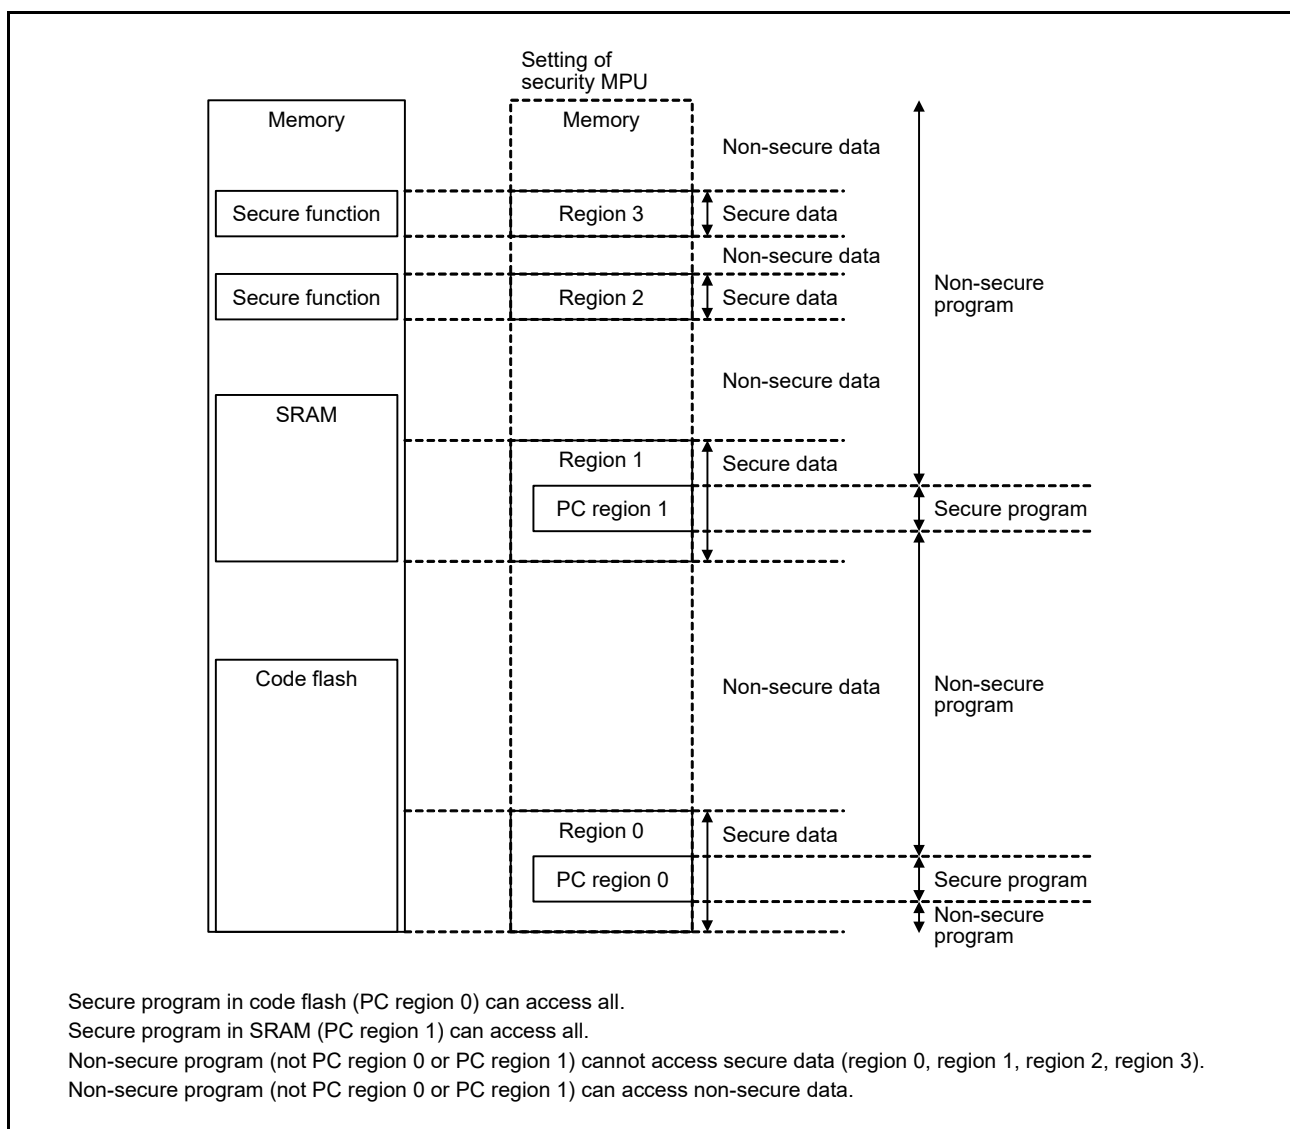 Setting of
security MPU
Memory
Memory
Non-secure data
Secure function
Region 3
Secure data
Non-secure data
Secure function
Region 2
Secure data
Non-secure
program
Non-secure data
SRAM
Region 1
Secure data
PC region 1
Secure program
Code flash
Non-secure data
Non-secure
program
Region 0
Secure data
PC region 0
Secure program
Non-secure
program
Secure program in code flash (PC region 0) can access all.
Secure program in SRAM (PC region 1) can access all.
Non-secure program (not PC region 0 or PC region 1) cannot access secure data (region 0, region 1, region 2, region 3).
Non-secure program (not PC region 0 or PC region 1) can access non-secure data.